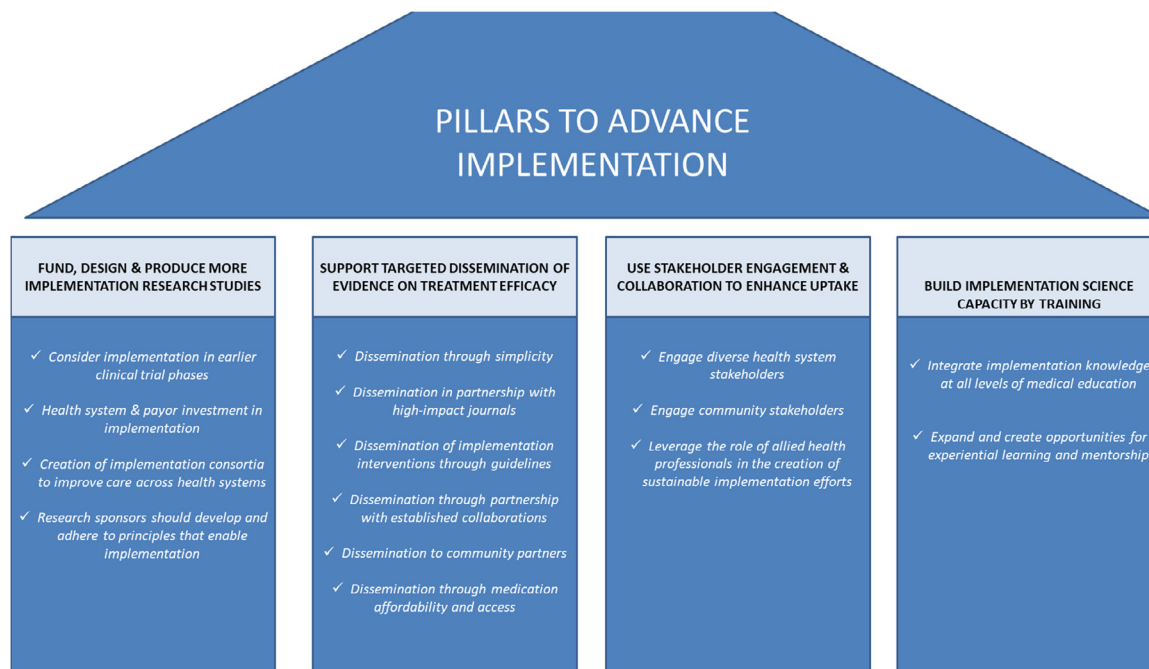 PILLARS TO ADVANCE
IMPLEMENTATION
FUND, DESIGN & PRODUCE MORE
IMPLEMENTATION RESEARCH STUDIES
✓ Consider implementation in earlier
clinical trial phases
✓ Health system & payor investment in
implementation
✓ Creation of implementation consortia
to improve care across health systems
✓ Research sponsors should develop and
adhere to principles that enable
implementation
SUPPORT TARGETED DISSEMINATION OF
EVIDENCE ON TREATMENT EFFICACY
✓ Dissemination through simplicity
✓ Dissemination in partnership with
high-impact journals
✓ Dissemination of implementation
interventions through guidelines
✓ Dissemination through partnership
with established collaborations
✓ Dissemination to community partners
✓ Dissemination through medication
affordability and access
USE STAKEHOLDER ENGAGEMENT &
COLLABORATION TO ENHANCE UPTAKE
✓ Engage diverse health system
stakeholders
✓ Engage community stakeholders
✓ Leverage the role of allied health
professionals in the creation of
sustainable implementation efforts
BUILD IMPLEMENTATION SCIENCE
CAPACITY BY TRAINING
✓ Integrate implementation knowledge
at all levels of medical education
✓ Expand and create opportunities for
experiential learning and mentorship